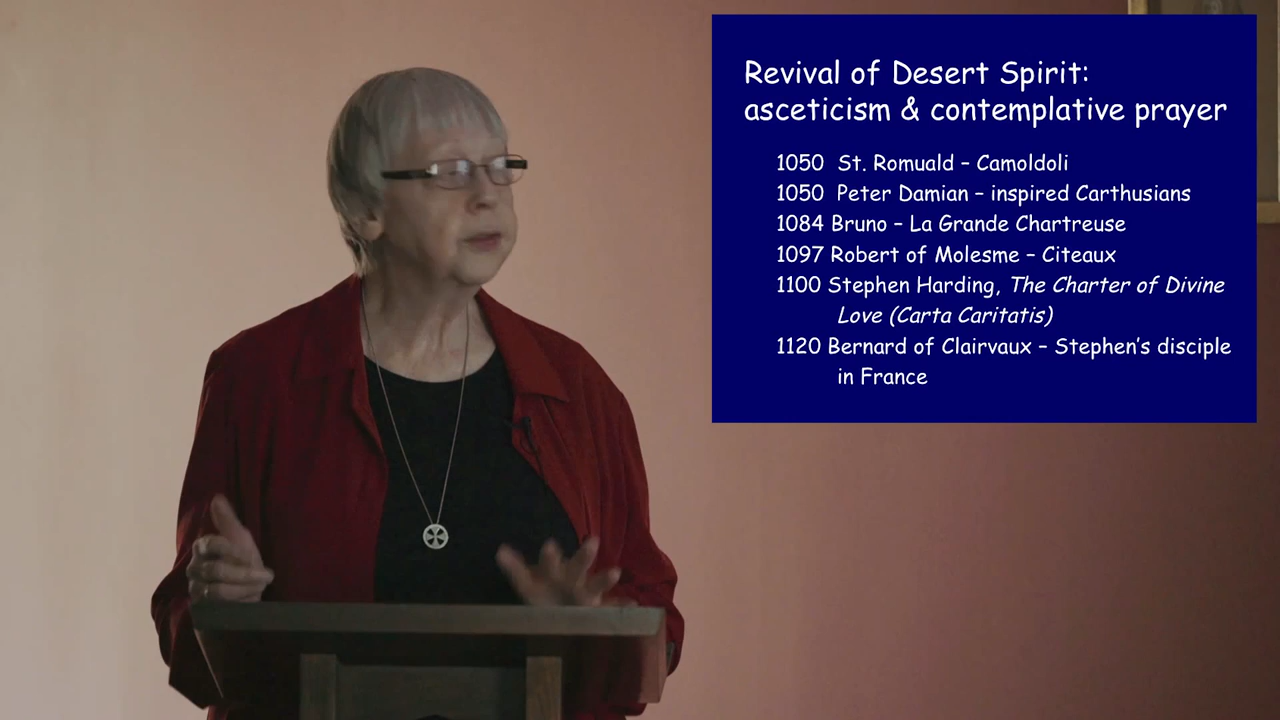 Revival of Desert Spirit:
asceticism & contemplative prayer
1050 St. Romuald – Camoldoli
1050 Peter Damian – inspired Carthusians
1084 Bruno – La Grande Chartreuse
1097 Robert of Molesme – Citeaux
1100 Stephen Harding, The Charter of Divine
Love (Carta Caritatis)
1120 Bernard of Clairvaux – Stephen's disciple
in France